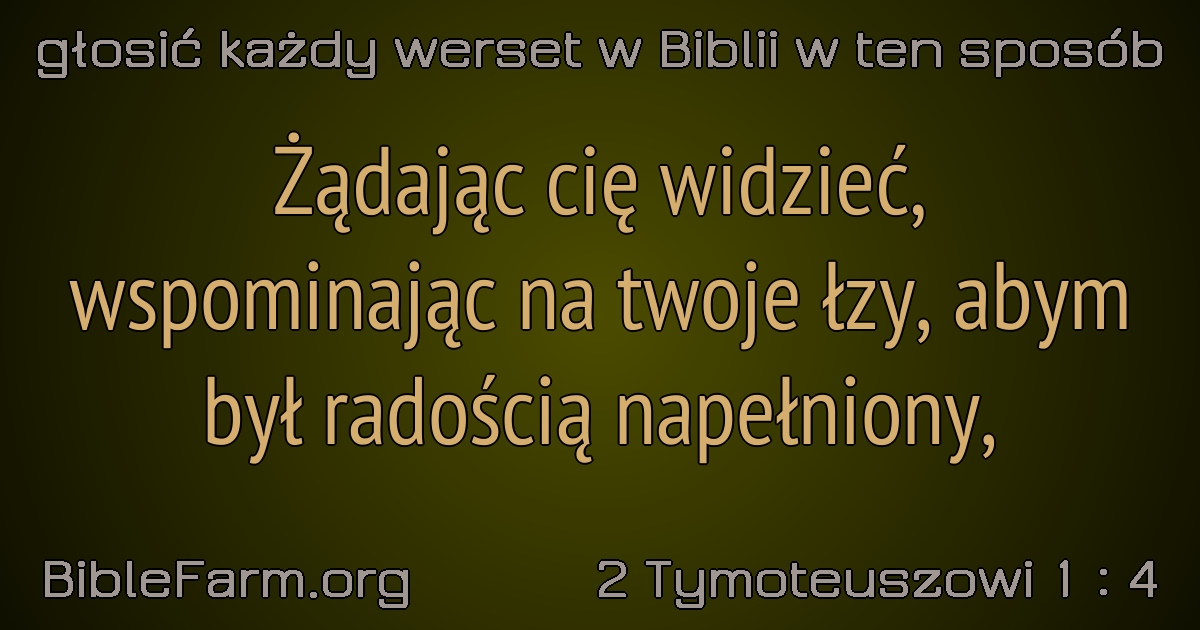 głosić każdy werset w Biblii w ten sposób
Żądając cię widzieć,
wspominając na twoje łzy, abym
był radością napełniony,
BibleFarm.org
2 Tymoteuszowi 1 : 4